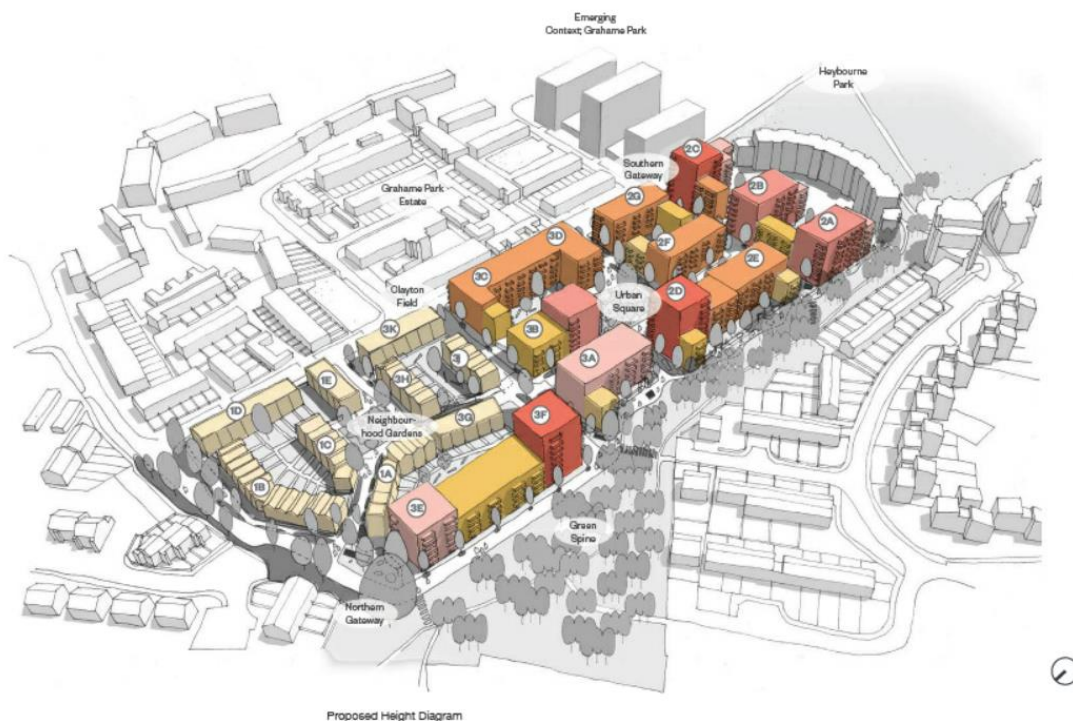 Emerging
Context; Grahame Park
Heybourne
Park
2C
Southern
Gateway
2B
2G
2A
Grahame Park
Estate
3D
2F
2E
3C
Clayton
Field
2D
Urban
Square
3B
3K
3A
3J
1E
3H
1D
3G
3F
Neighbour-
hood Gardens
1C
1A
1B
3E
Green
Spine
Northern
Gateway
Proposed Height Diagram